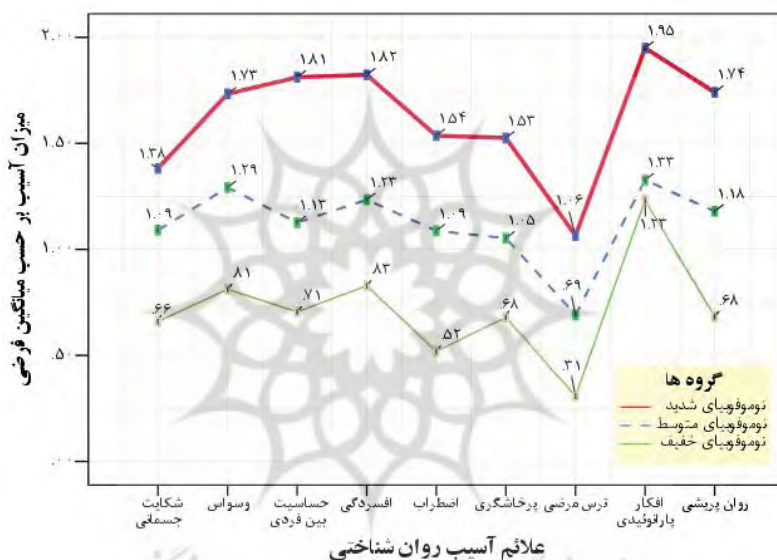 میزان آسیب بر حسب میانگین فرضی
۲.۰۰
۱.۵۰
۱.۰۰
.۵۰
.۰۰
۱.۳۸
۱.۷۳
۱.۸۱
۱.۸۲
۱.۵۴
۱.۵۳
۱.۰۶
۱.۹۵
۱.۷۴
۱.۰۹
۱.۲۹
۱.۱۳
۱.۲۳
۱.۰۹
۱.۰۵
.۶۹
۱.۳۳
۱.۱۸
.۶۶
.۸۱
.۷۱
.۸۳
.۵۲
.۶۸
.۳۱
۱.۲۳
.۶۸
گروه ها
نوموفوبیای شدید
نوموفوبیای متوسط
نوموفوبیای خفیف
شکایت
جسمانی
وسواس
حساسیت
بین فردی
افسردگی
اضطراب
پرخاشگری
ترس مرضی
افکار
پارانوئیدی
روان پریشی
علائم آسیب روان شناختی